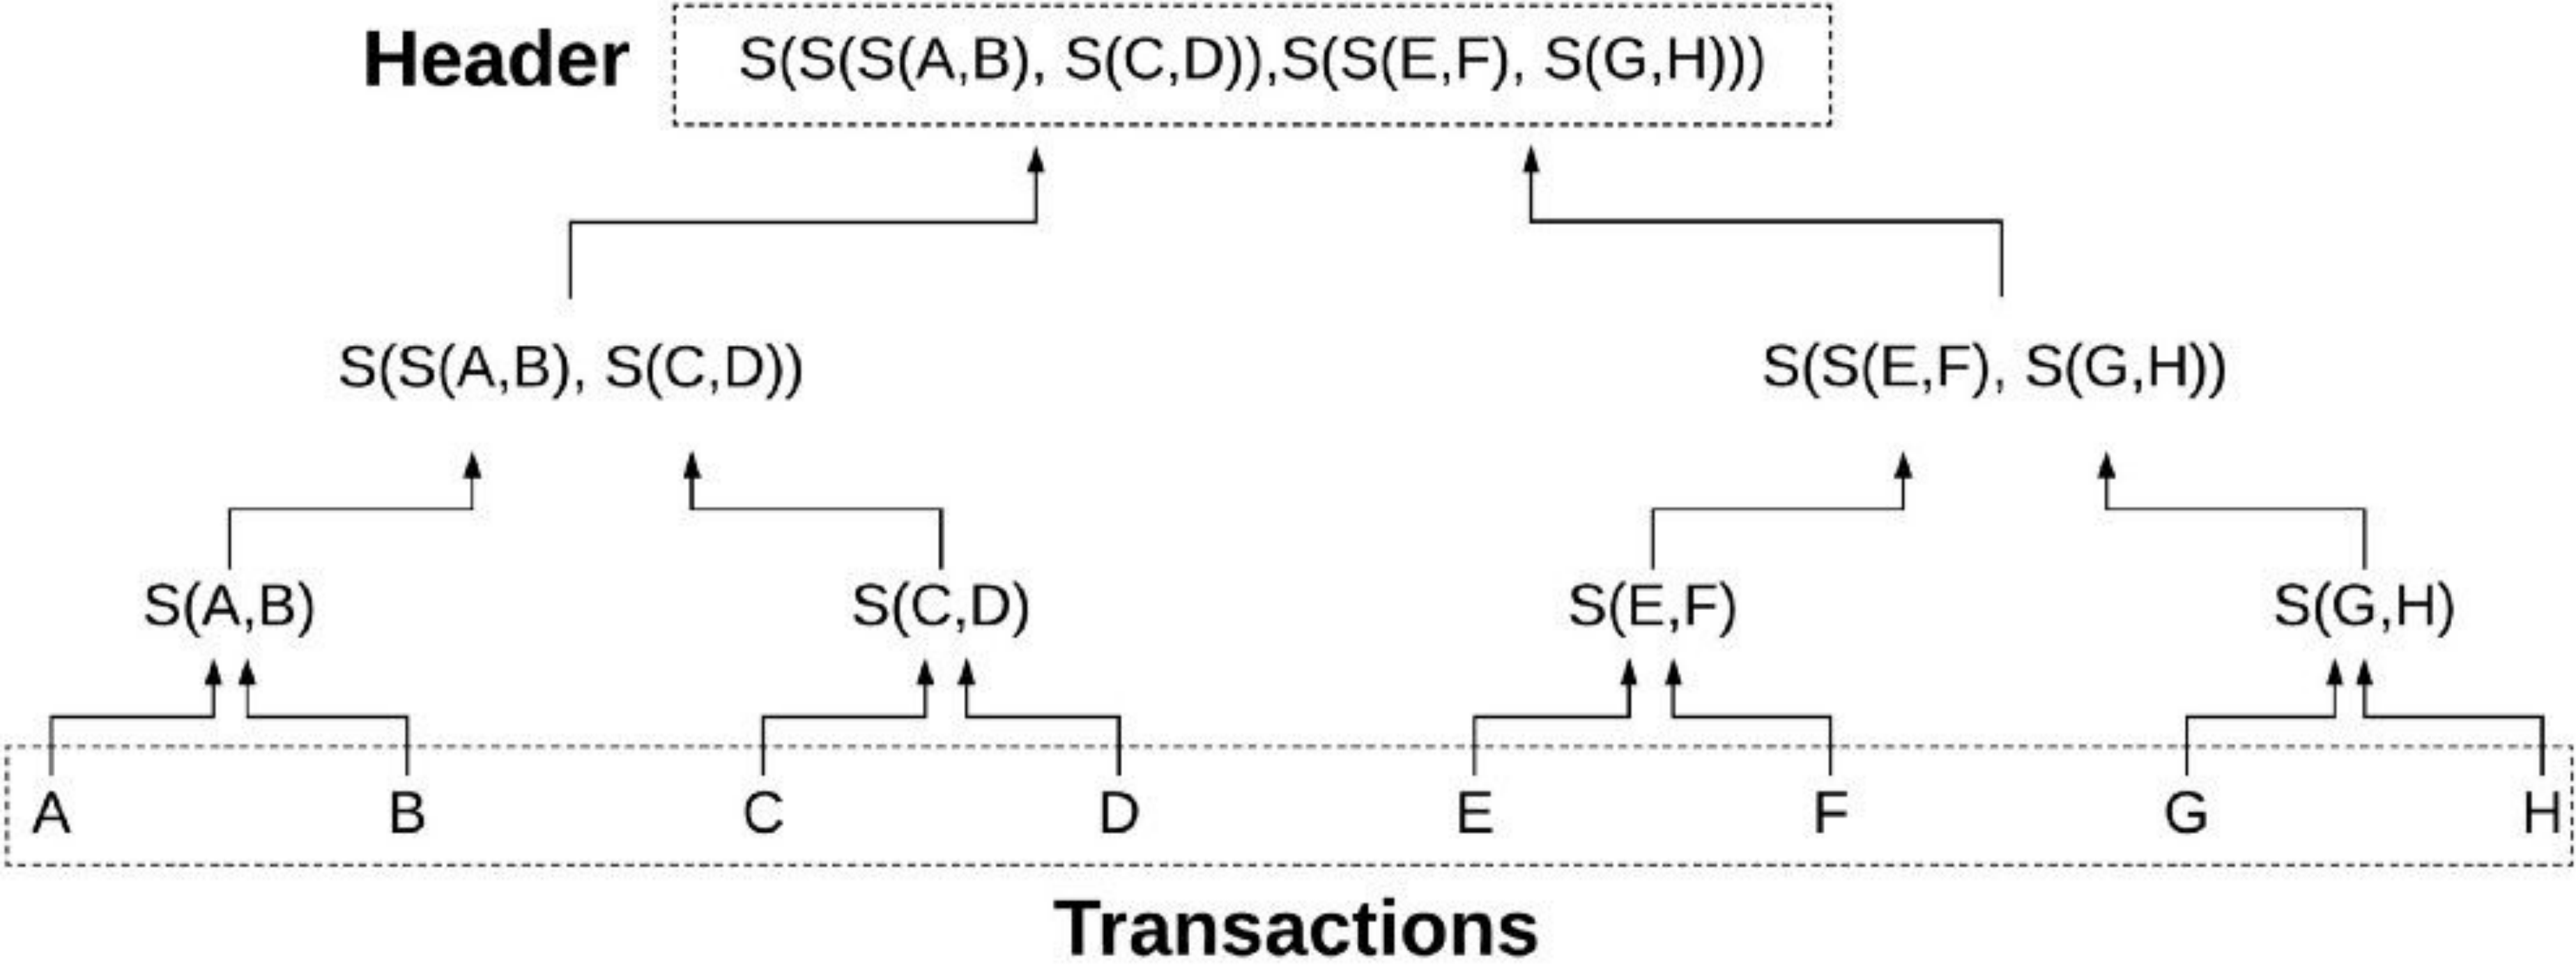 Header S(S(S(A,B), S(C,D)),S(S(E,F), S(G,H)))
S(S(A,B), S(C,D)) S(S(E,F), S(G,H))
S(A,B) S(C,D) S(E,F) S(G,H)
A B C D E F G H
Transactions